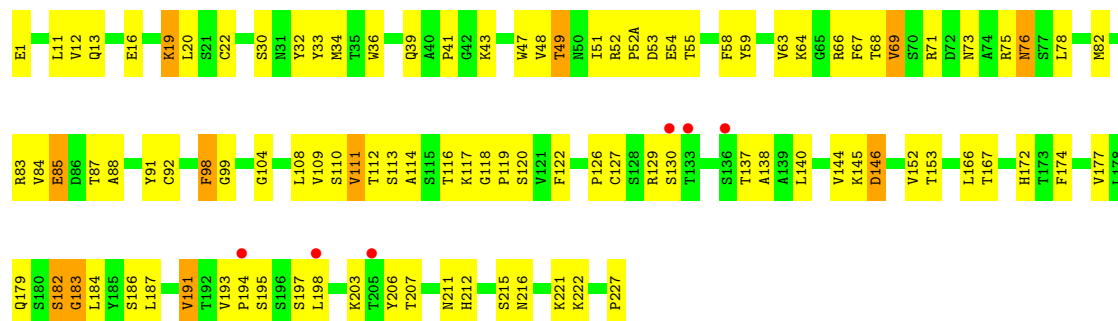 E1 L11 V12 Q13 E16 K19 L20 S21 C22 S30 N31 Y32 Y33 M34 T35 W36 Q39 A40 P41 G42 K43 W47 V48 T49 N50 I51 R52 P52A D53 E54 T55 F58 Y59 V63 K64 G65 R66 F67 T68 V69 S70 R71 D72 N73 A74 R75 N76 S77 L78 M82
R83 V84 E85 D86 T87 A88 Y91 C92 F98 G99 G104 L108 V109 S110 V111 T112 S113 A114 S115 T116 K117 G118 P119 S120 V121 F122 P126 C127 S128 R129 S130 T133 S136 T137 A138 A139 L140 V144 K145 D146 V152 T153 L166 T167 H172 T173 F174 V177 L178
Q179 S180 S182 G183 L184 Y185 S186 L187 V191 T192 V193 P194 S195 S196 S197 L198 K203 T205 Y206 T207 N211 H212 S215 N216 K221 K222 P227